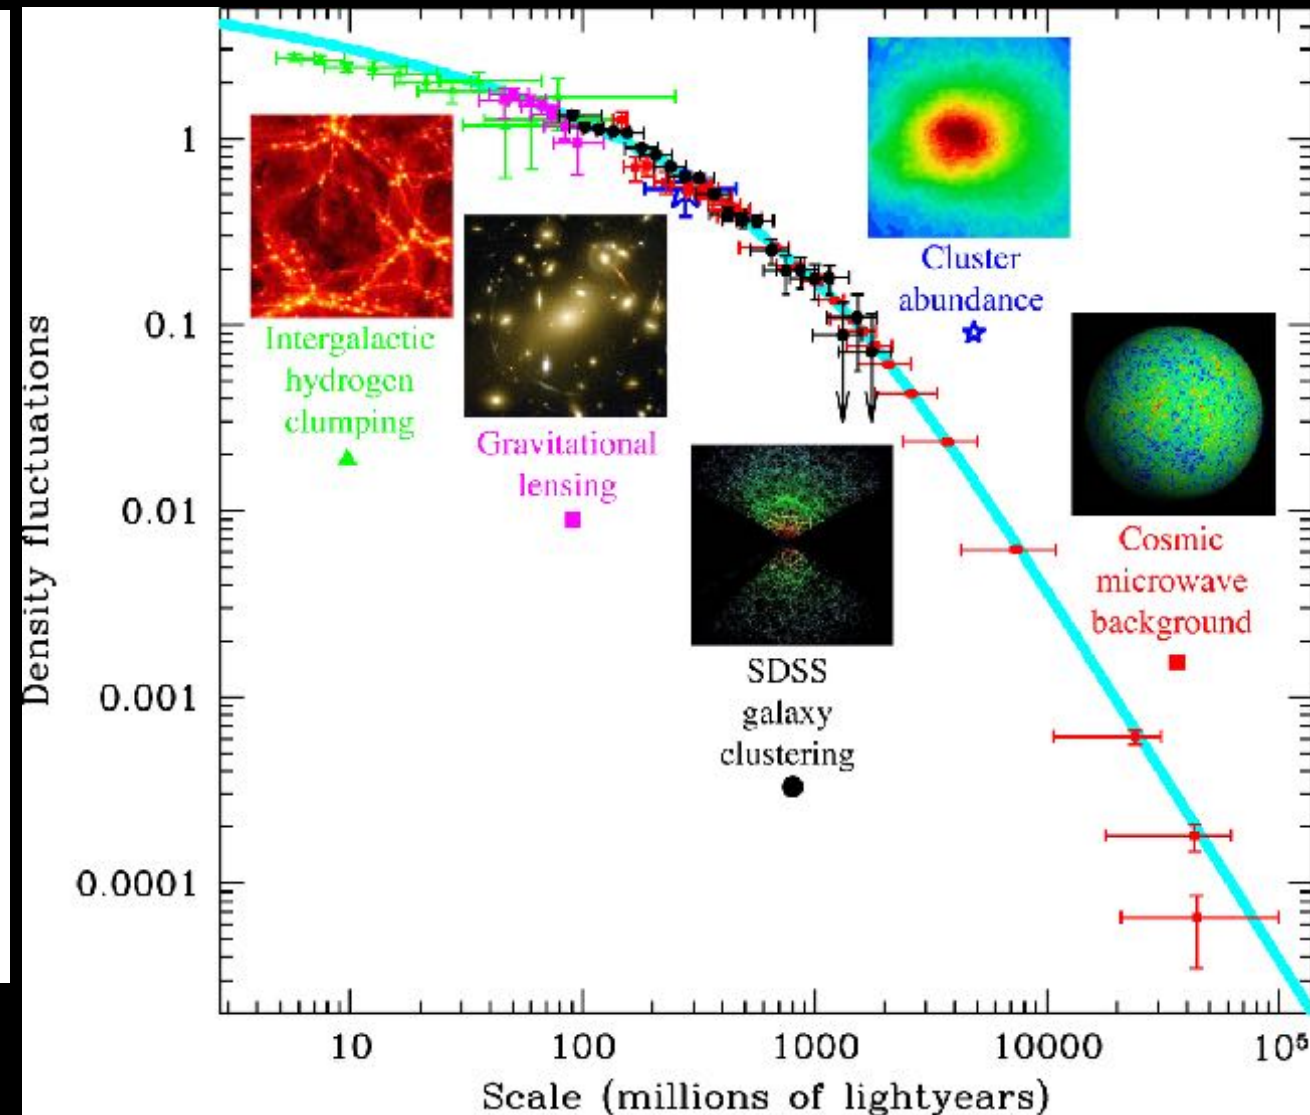 Density fluctuations
1
0.1
0.01
0.001
0.0001
Intergalactic
hydrogen
clumping
Gravitational
lensing
SDSS
galaxy
clustering
Cluster
abundance
Cosmic
microwave
background
10
100
1000
10000
10⁵
Scale (millions of lightyears)